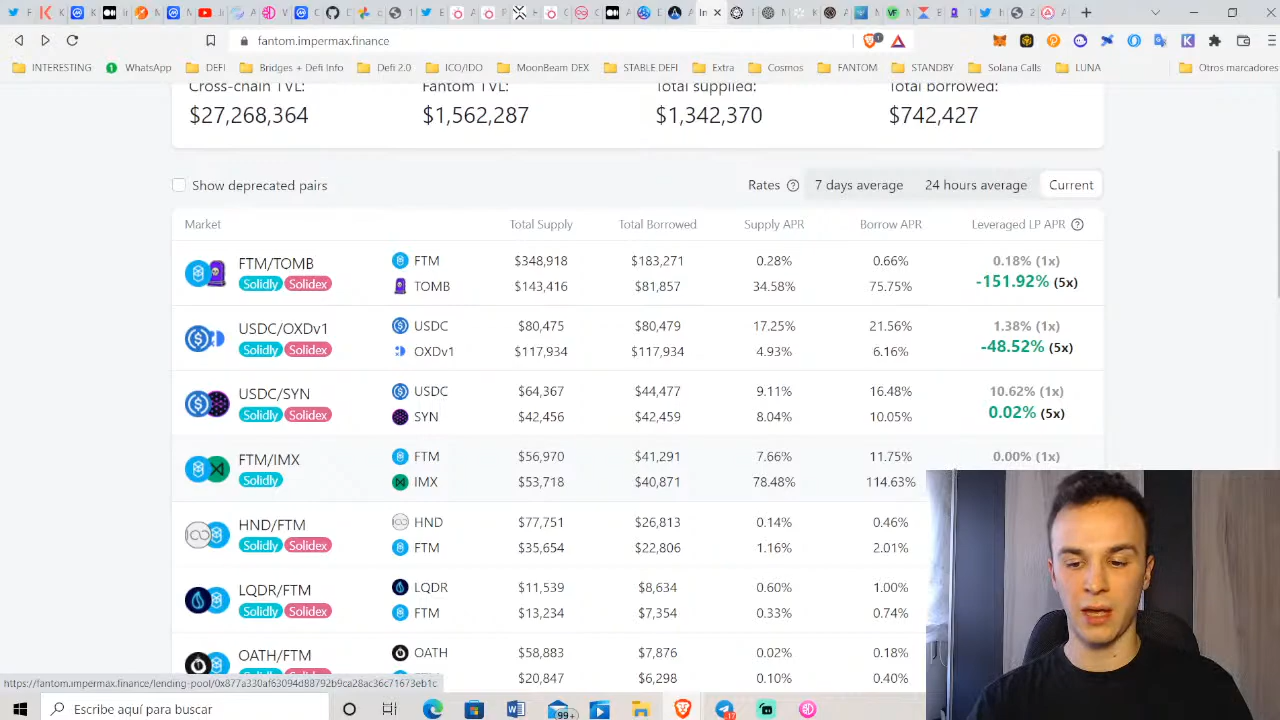 In
fantom.impermax.finance
1
INTERESTING
WhatsApp
DEFI
Bridges + Defi Info
Defi 2.0
ICO/IDO
MoonBeam DEX
STABLE DEFI
Extra
Cosmos
FANTOM
STANDBY
Solana Calls
LUNA
Otros marcadores
Cross-chain TVL: Fantom TVL: Total supplied: Total borrowed:
$27,268,364 $1,562,287 $1,342,370 $742,427
Show deprecated pairs Rates 7 days average 24 hours average Current
Market Total Supply Total Borrowed Supply APR Borrow APR Leveraged LP APR
FTM/TOMB
Solidly Solidex
FTM $348,918 $183,271 0.28% 0.66% 0.18% (1x)
TOMB $143,416 $81,857 34.58% 75.75% -151.92% (5x)
USDC/OXDv1
Solidly Solidex
USDC $80,475 $80,479 17.25% 21.56% 1.38% (1x)
OXDv1 $117,934 $117,934 4.93% 6.16% -48.52% (5x)
USDC/SYN
Solidly Solidex
USDC $64,367 $44,477 9.11% 16.48% 10.62% (1x)
SYN $42,456 $42,459 8.04% 10.05% 0.02% (5x)
FTM/IMX
Solidly
FTM $56,970 $41,291 7.66% 11.75% 0.00% (1x)
IMX $53,718 $40,871 78.48% 114.63%
HND/FTM
Solidly Solidex
HND $77,751 $26,813 0.14% 0.46%
FTM $35,654 $22,806 1.16% 2.01%
LQDR/FTM
Solidly Solidex
LQDR $11,539 $8,634 0.60% 1.00%
FTM $13,234 $7,354 0.33% 0.74%
OATH/FTM
OATH $58,883 $7,876 0.02% 0.18%
$20,847 $6,298 0.10% 0.40%
https://fantom.impermax.finance/lending-pool/0x877a330af63094d88792b9ca28ac36c71673eb1c
Escribe aquí para buscar
99+
17